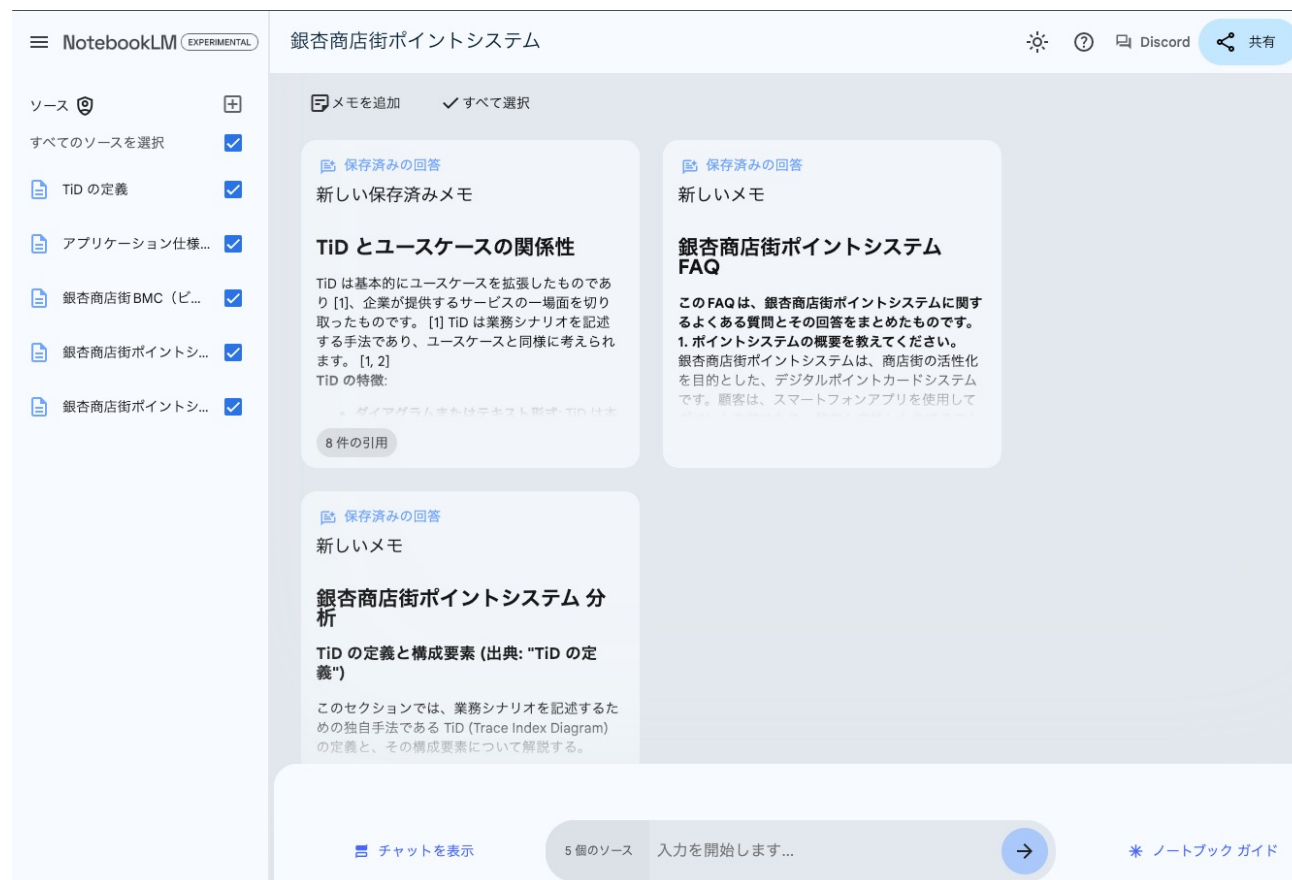 NotebookLM EXPERIMENTAL
銀杏商店街ポイントシステム
Discord
共有
ソース
すべてのソースを選択
TiD の定義
アプリケーション仕様...
銀杏商店街 BMC（ビ...
銀杏商店街ポイントシ...
銀杏商店街ポイントシ...
メモを追加
すべて選択
保存済みの回答
新しい保存済みメモ
TiD とユースケースの関係性
TiD は基本的にユースケースを拡張したものであ
り [1]、企業が提供するサービスの一場面を切り
取ったものです。 [1] TiD は業務シナリオを記述
する手法であり、ユースケースと同様に考えられ
ます。 [1, 2]
TiD の特徴:
ダイアグラムまたはテキスト形式: TiD は
8 件の引用
保存済みの回答
新しいメモ
銀杏商店街ポイントシステム
FAQ
この FAQ は、銀杏商店街ポイントシステムに関す
るよくある質問とその回答をまとめたものです。
1. ポイントシステムの概要を教えてください。
銀杏商店街ポイントシステムは、商店街の活性化
を目的とした、デジタルポイントカードシステム
です。顧客は、スマートフォンアプリを使用して
保存済みの回答
新しいメモ
銀杏商店街ポイントシステム 分
析
TiD の定義と構成要素 (出典: "TiD の定
義")
このセクションでは、業務シナリオを記述するた
めの独自手法である TiD (Trace Index Diagram)
の定義と、その構成要素について解説する。
チャットを表示
5 個のソース
入力を開始します...
ノートブック ガイド